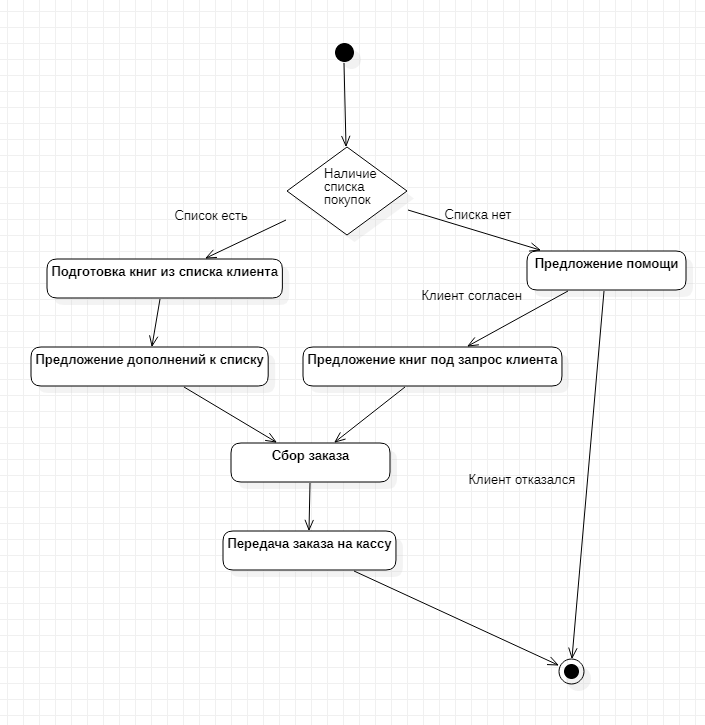 Наличие
списка
покупок
Список есть
Списка нет
Подготовка книг из списка клиента
Предложение помощи
Клиент согласен
Предложение дополнений к списку
Предложение книг под запрос клиента
Сбор заказа
Клиент отказался
Передача заказа на кассу